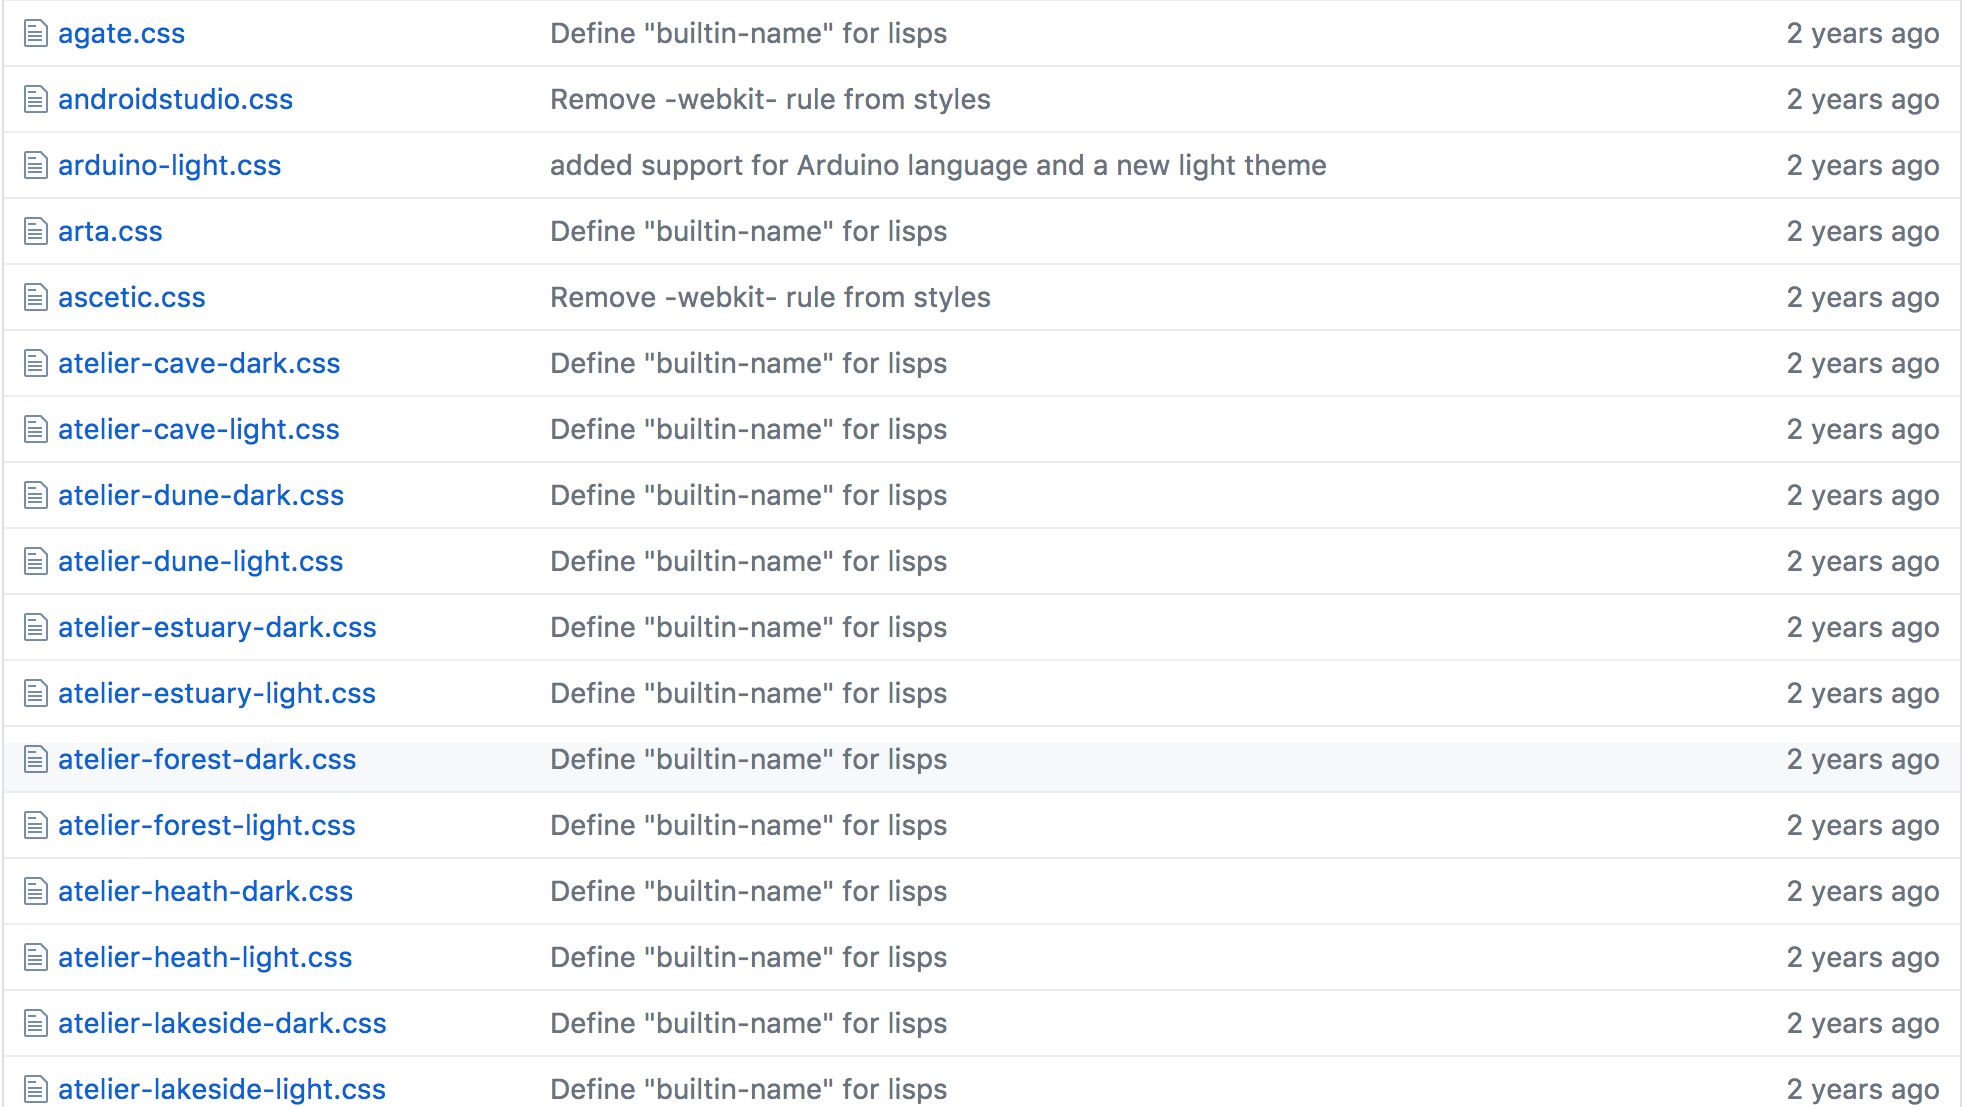 agate.css Define "builtin-name" for lisps 2 years ago
androidstudio.css Remove -webkit- rule from styles 2 years ago
arduino-light.css added support for Arduino language and a new light theme 2 years ago
arta.css Define "builtin-name" for lisps 2 years ago
ascetic.css Remove -webkit- rule from styles 2 years ago
atelier-cave-dark.css Define "builtin-name" for lisps 2 years ago
atelier-cave-light.css Define "builtin-name" for lisps 2 years ago
atelier-dune-dark.css Define "builtin-name" for lisps 2 years ago
atelier-dune-light.css Define "builtin-name" for lisps 2 years ago
atelier-estuary-dark.css Define "builtin-name" for lisps 2 years ago
atelier-estuary-light.css Define "builtin-name" for lisps 2 years ago
atelier-forest-dark.css Define "builtin-name" for lisps 2 years ago
atelier-forest-light.css Define "builtin-name" for lisps 2 years ago
atelier-heath-dark.css Define "builtin-name" for lisps 2 years ago
atelier-heath-light.css Define "builtin-name" for lisps 2 years ago
atelier-lakeside-dark.css Define "builtin-name" for lisps 2 years ago
atelier-lakeside-light.css Define "builtin-name" for lisps 2 years ago